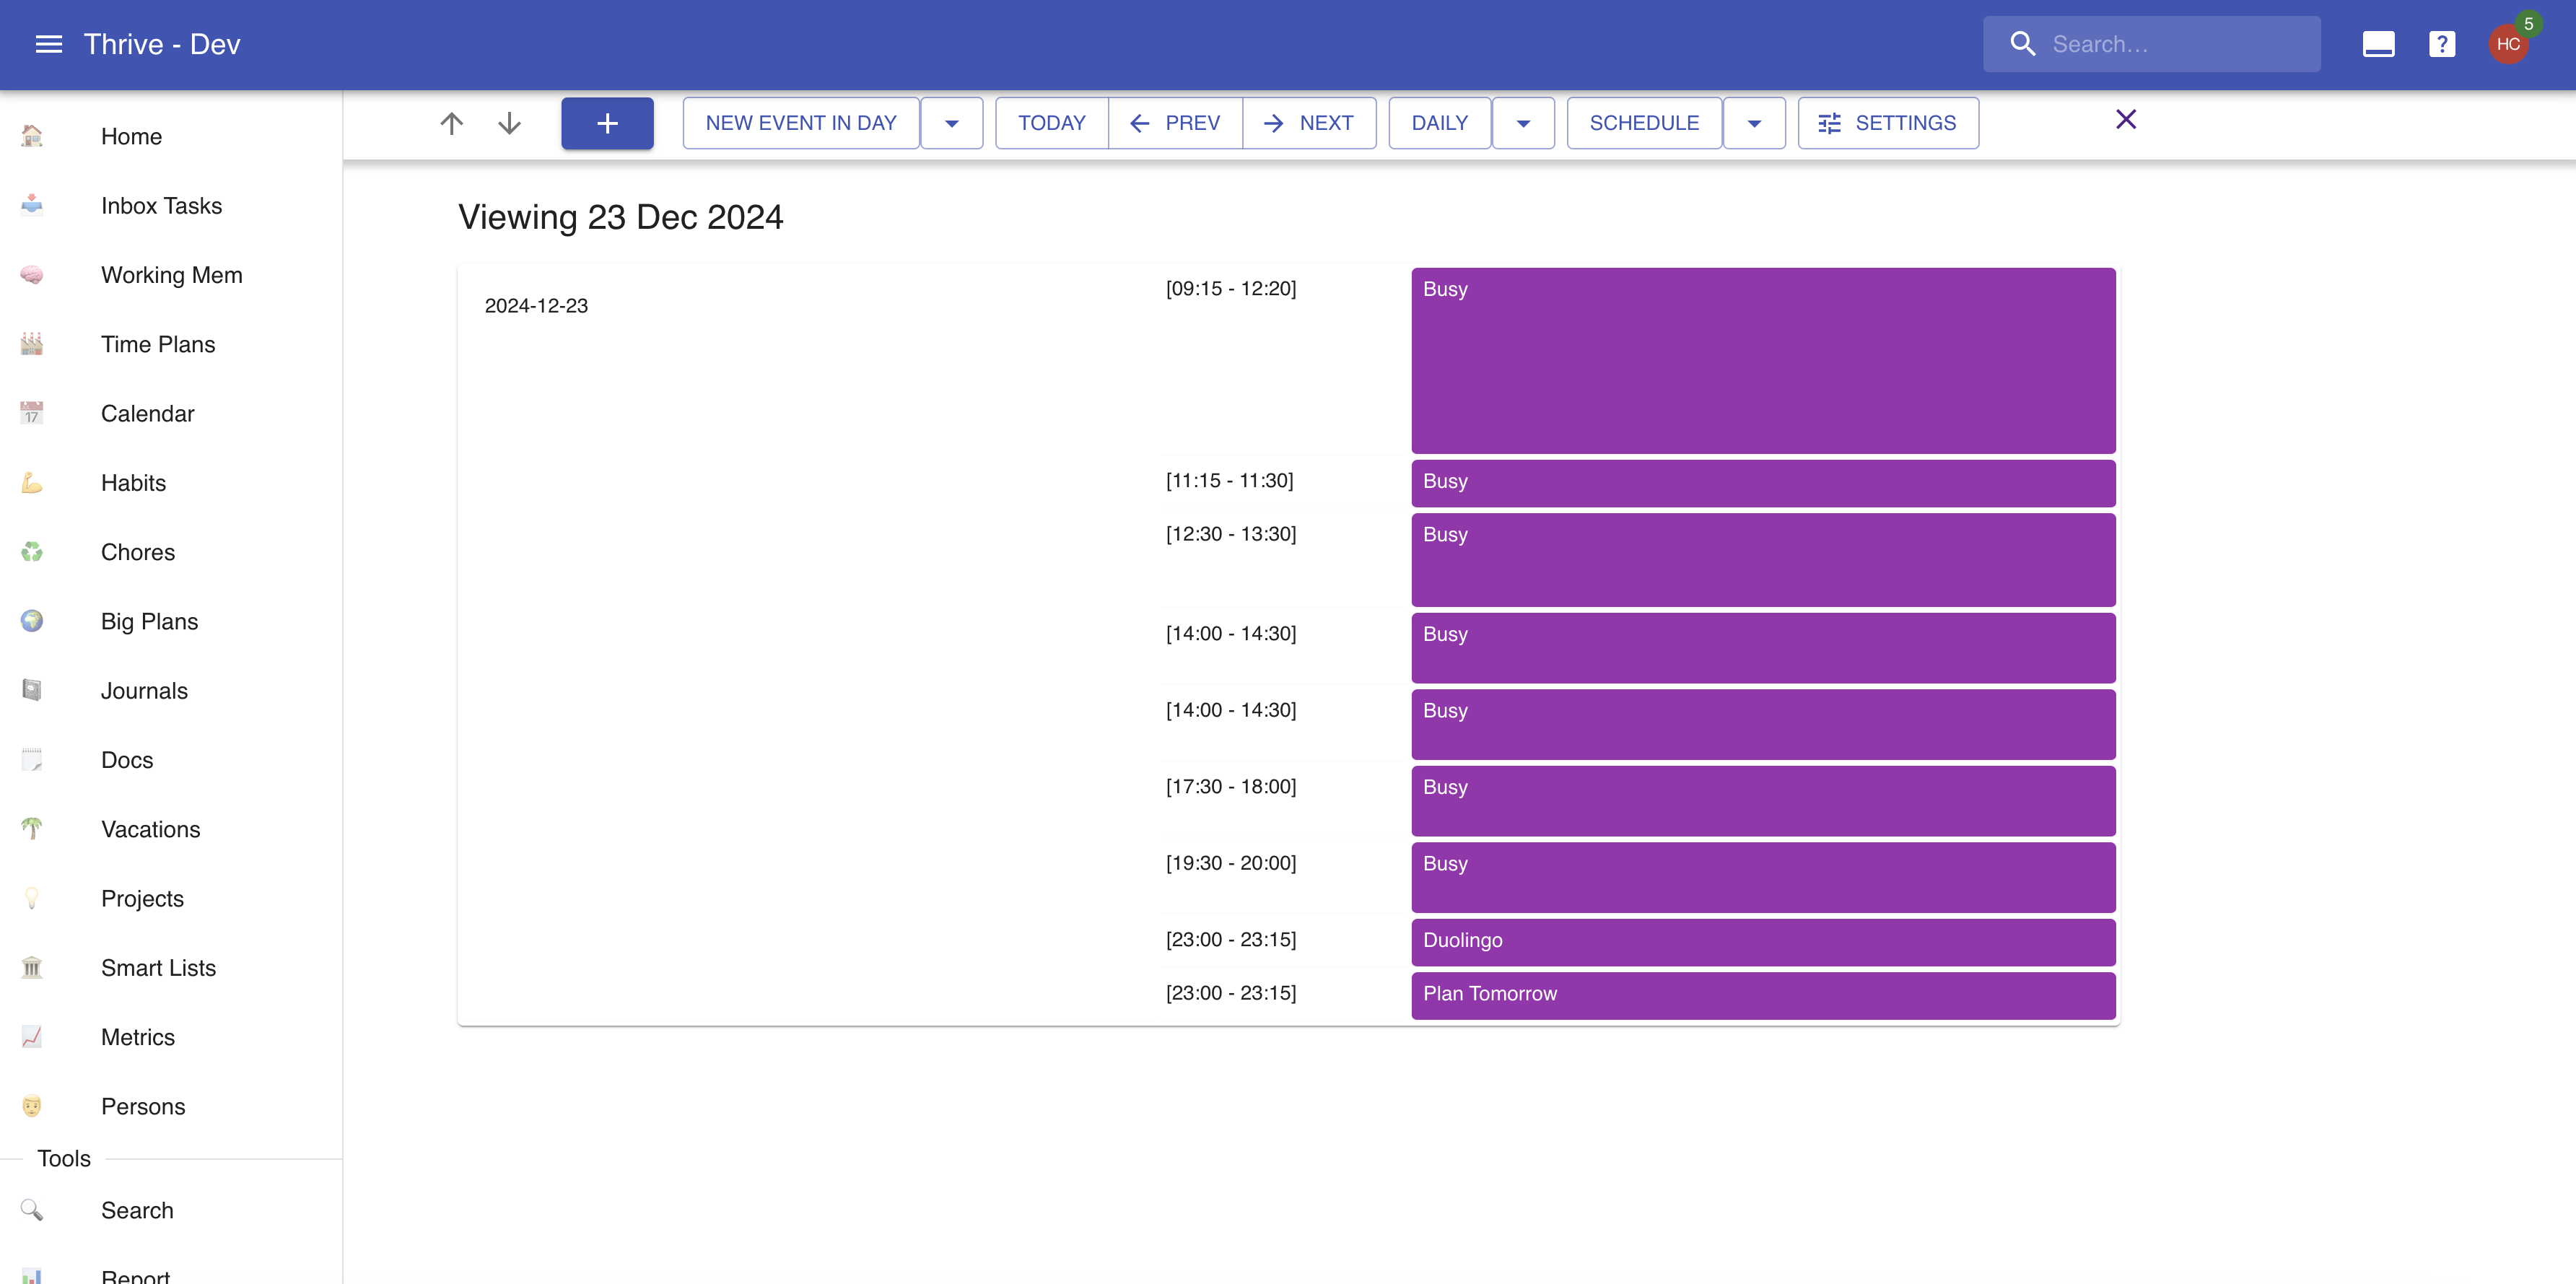 Thrive - Dev
Search...
?
HC
5
NEW EVENT IN DAY
TODAY
PREV
NEXT
DAILY
SCHEDULE
SETTINGS
Home
Inbox Tasks
Working Mem
Time Plans
17
Calendar
Habits
Chores
Big Plans
Journals
Docs
Vacations
Projects
Smart Lists
Metrics
Persons
Tools
Search
Report
Viewing 23 Dec 2024
2024-12-23
[09:15 - 12:20] Busy
[11:15 - 11:30] Busy
[12:30 - 13:30] Busy
[14:00 - 14:30] Busy
[14:00 - 14:30] Busy
[17:30 - 18:00] Busy
[19:30 - 20:00] Busy
[23:00 - 23:15] Duolingo
[23:00 - 23:15] Plan Tomorrow